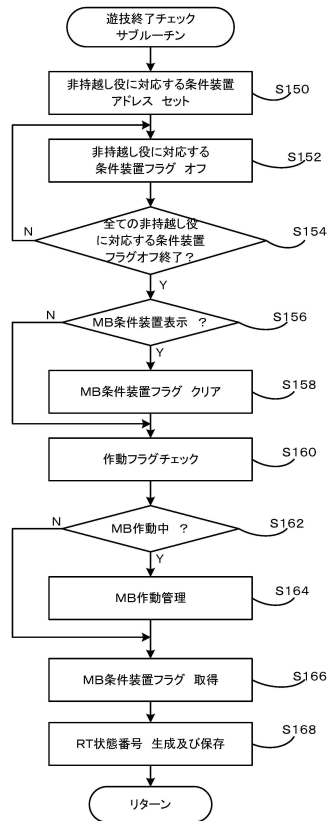 遊技終了チェック
サブルーチン
非持越し役に対応する条件装置
アドレス セット
S150
非持越し役に対応する
条件装置フラグ オフ
S152
全ての非持越し役
に対応する条件装置
フラグオフ終了？
S154
N
Y
MB条件装置表示 ？
S156
N
Y
MB条件装置フラグ クリア
S158
作動フラグチェック
S160
MB作動中 ？
S162
N
Y
MB作動管理
S164
MB条件装置フラグ 取得
S166
RT状態番号 生成及び保存
S168
リターン